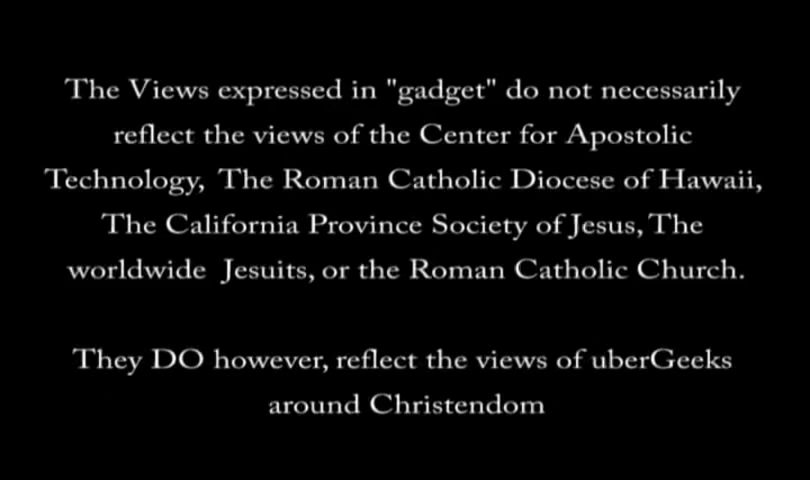 The Views expressed in "gadget" do not necessarily
reflect the views of the Center for Apostolic
Technology, The Roman Catholic Diocese of Hawaii,
The California Province Society of Jesus, The
worldwide Jesuits, or the Roman Catholic Church.
They DO however, reflect the views of uberGeeks
around Christendom